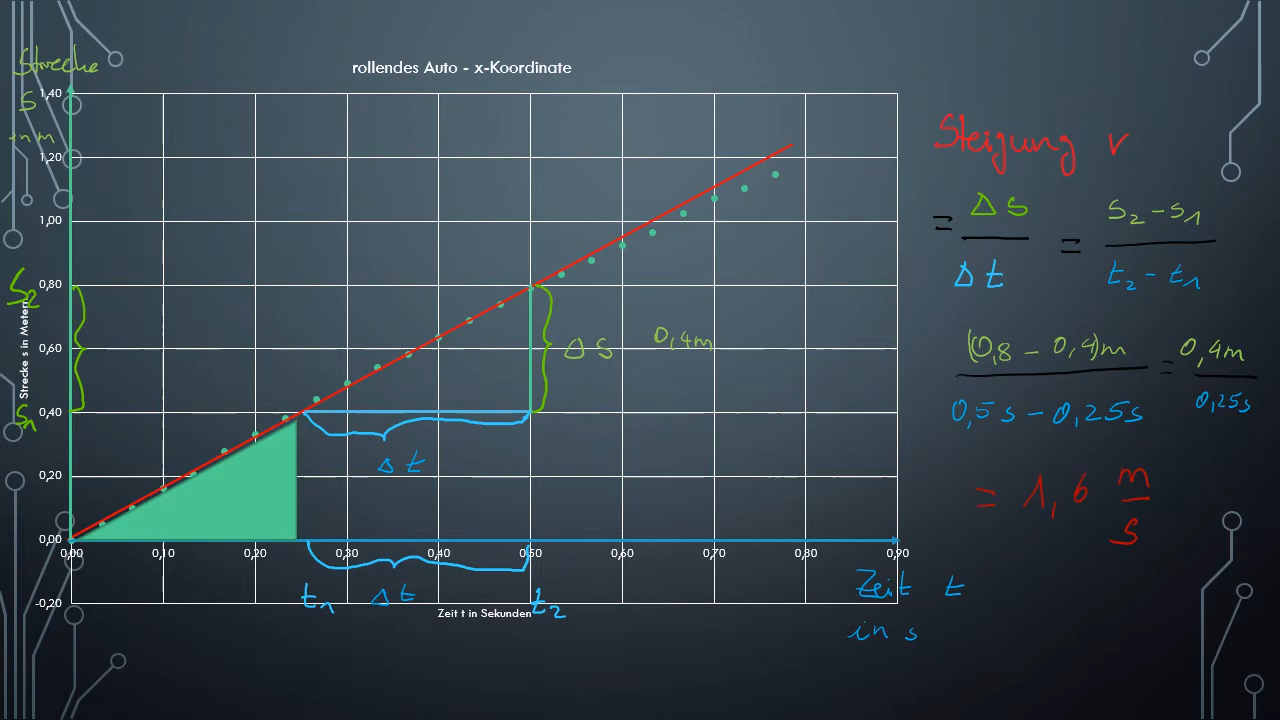 rollendes Auto - x-Koordinate
Strecke
s
in m
1,40
1,20
1,00
0,80
0,60
0,40
0,20
0,00
-0,20
S2
S1
Strecke s in Metern
Δs 0,4m
Δt
0,00 0,10 0,20 0,30 0,40 0,50 0,60 0,70 0,80 0,90
t1 Δt t2
Zeit t in Sekunden
Zeit t
in s
Steigung v
= Δs / Δt = s2 - s1 / t2 - t1
(0,8 - 0,4)m / 0,5s - 0,25s = 0,4m / 0,25s
= 1,6 m/s